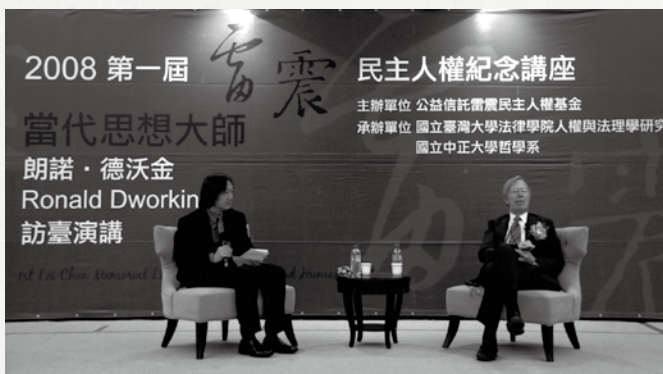 2008 第一屆
雷震
民主人權紀念講座
主辦單位 公益信託雷震民主人權基金
承辦單位 國立臺灣大學法律學院人權與法理學研究
國立中正大學哲學系
當代思想大師
朗諾・德沃金
Ronald Dworkin
訪臺演講
Lei Chen Memorial